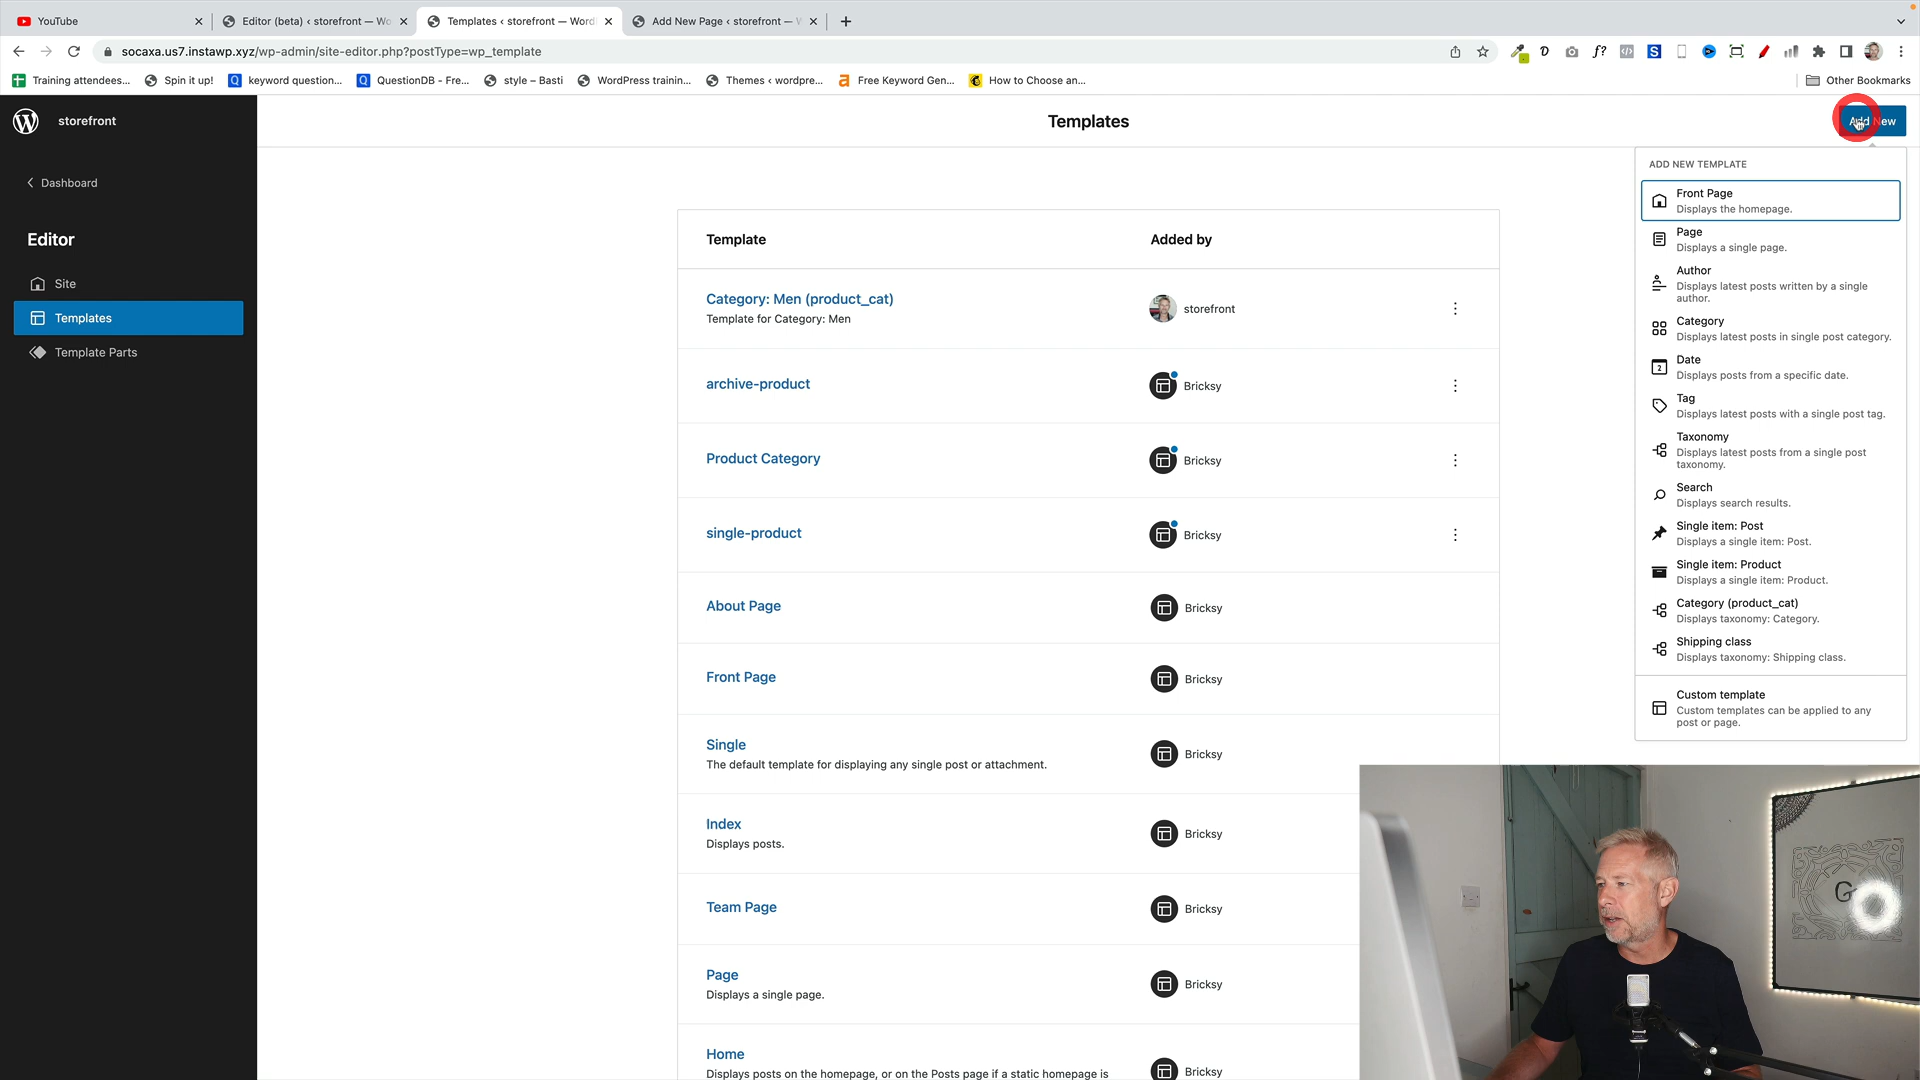 YouTube
Editor (beta) ‹ storefront — Wo
Templates ‹ storefront — Word
Add New Page ‹ storefront — W
socaxa.us7.instawp.xyz/wp-admin/site-editor.php?postType=wp_template
Training attendees...
Spin it up!
keyword question...
QuestionDB - Fre...
style – Basti
WordPress trainin...
Themes ‹ wordpre...
Free Keyword Gen...
How to Choose an...
Other Bookmarks
storefront
Templates
Add New
Dashboard
Editor
Site
Templates
Template Parts
Template
Added by
Category: Men (product_cat)
Template for Category: Men
storefront
archive-product
Bricksy
Product Category
Bricksy
single-product
Bricksy
About Page
Bricksy
Front Page
Bricksy
Single
The default template for displaying any single post or attachment.
Bricksy
Index
Displays posts.
Bricksy
Team Page
Bricksy
Page
Displays a single page.
Bricksy
Home
Displays posts on the homepage, or on the Posts page if a static homepage is
Bricksy
ADD NEW TEMPLATE
Front Page
Displays the homepage.
Page
Displays a single page.
Author
Displays latest posts written by a single
author.
Category
Displays latest posts in single post category.
Date
Displays posts from a specific date.
Tag
Displays latest posts with a single post tag.
Taxonomy
Displays latest posts from a single post
taxonomy.
Search
Displays search results.
Single item: Post
Displays a single item: Post.
Single item: Product
Displays a single item: Product.
Category (product_cat)
Displays taxonomy: Category.
Shipping class
Displays taxonomy: Shipping class.
Custom template
Custom templates can be applied to any
post or page.